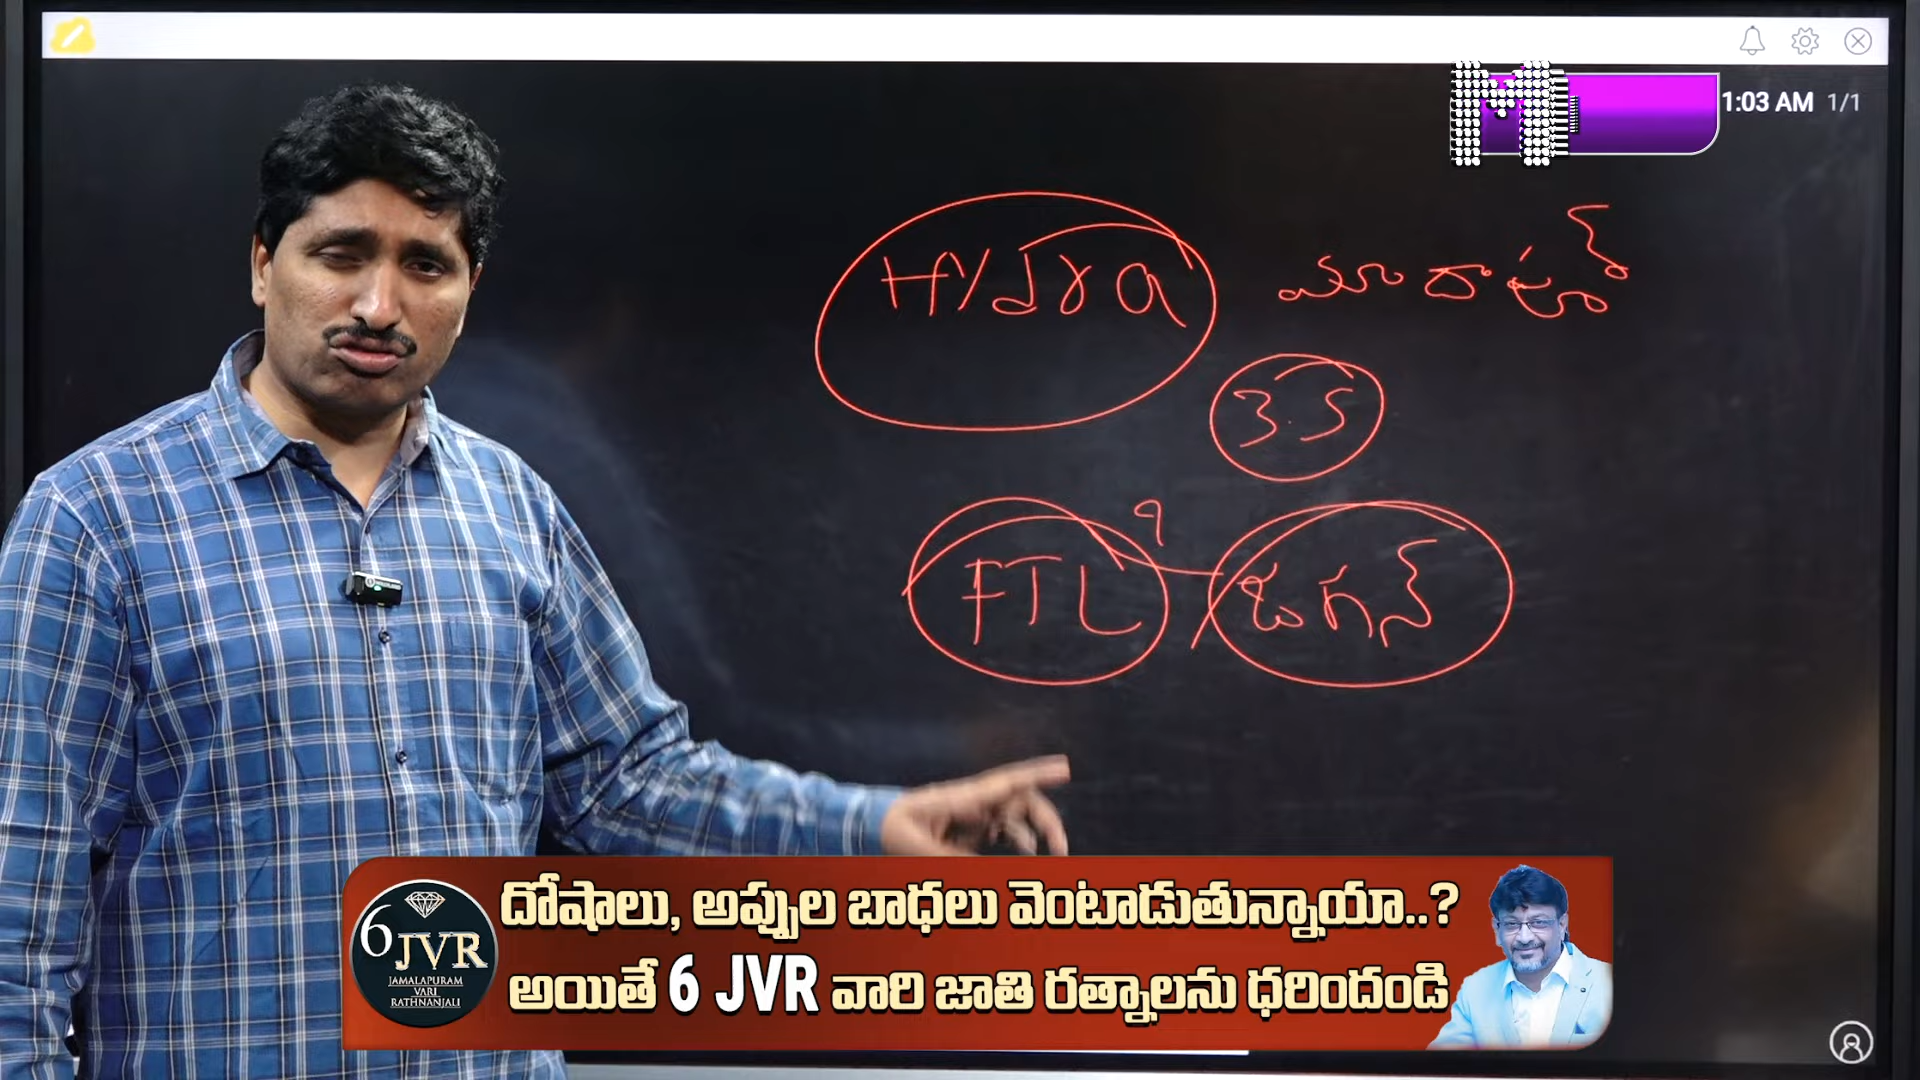 1:03 AM 1/1
M
HYdra
3.5
FTL జగన్
దోషాలు, అప్పుల బాధలు వెంటాడుతున్నాయా..?
అయితే 6 JVR వారి జాతి రత్నాలను ధరించండి
6 JVR
JAMALAPURAM
VARI
RATHNANJALI